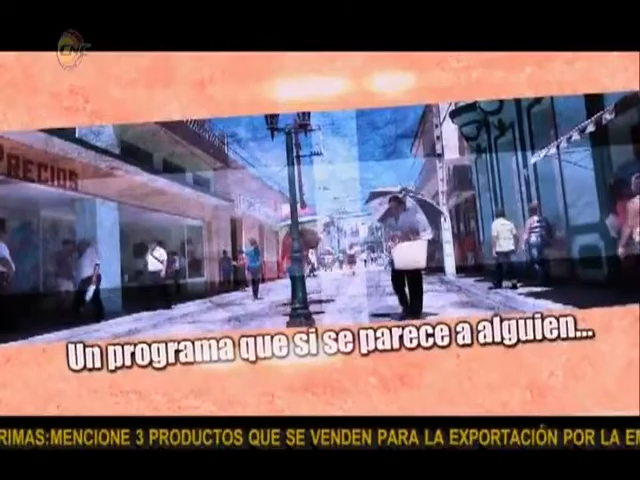 CNC
PRECIOS
Un programa que si se parece a alguien...
RIMAS:MENCIONE 3 PRODUCTOS QUE SE VENDEN PARA LA EXPORTACIÓN POR LA EM